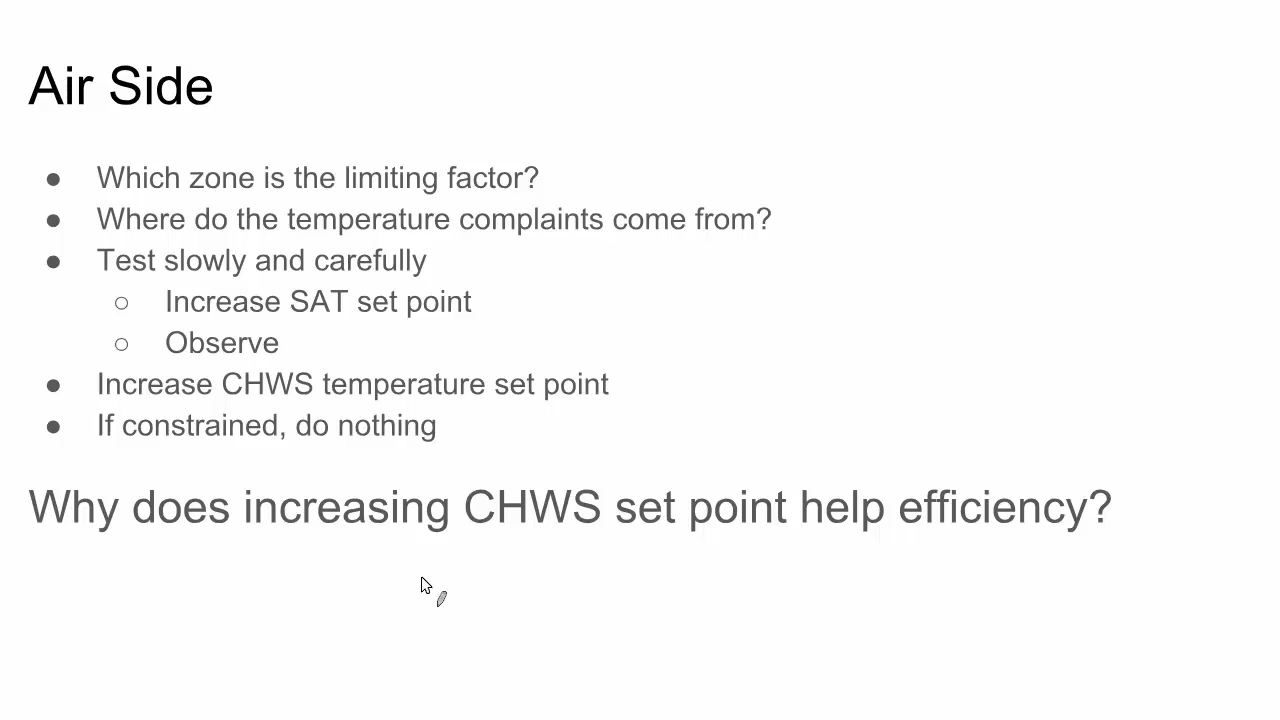 Air Side
● Which zone is the limiting factor?
● Where do the temperature complaints come from?
● Test slowly and carefully
○ Increase SAT set point
○ Observe
● Increase CHWS temperature set point
● If constrained, do nothing
Why does increasing CHWS set point help efficiency?